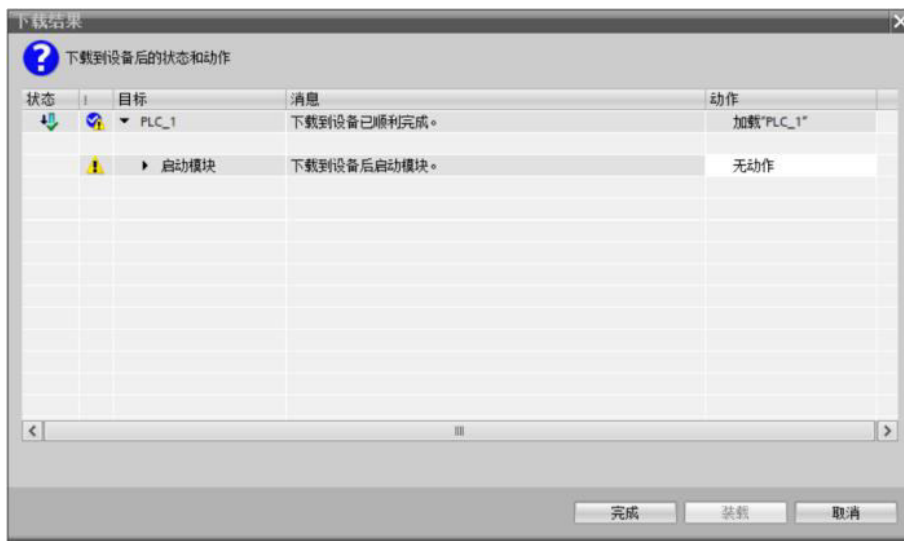 下载结果
下载到设备后的状态和动作
状态 ! 目标 消息 动作
PLC_1 下载到设备已顺利完成。 加载"PLC_1"
启动模块 下载到设备后启动模块。 无动作
完成 装载 取消